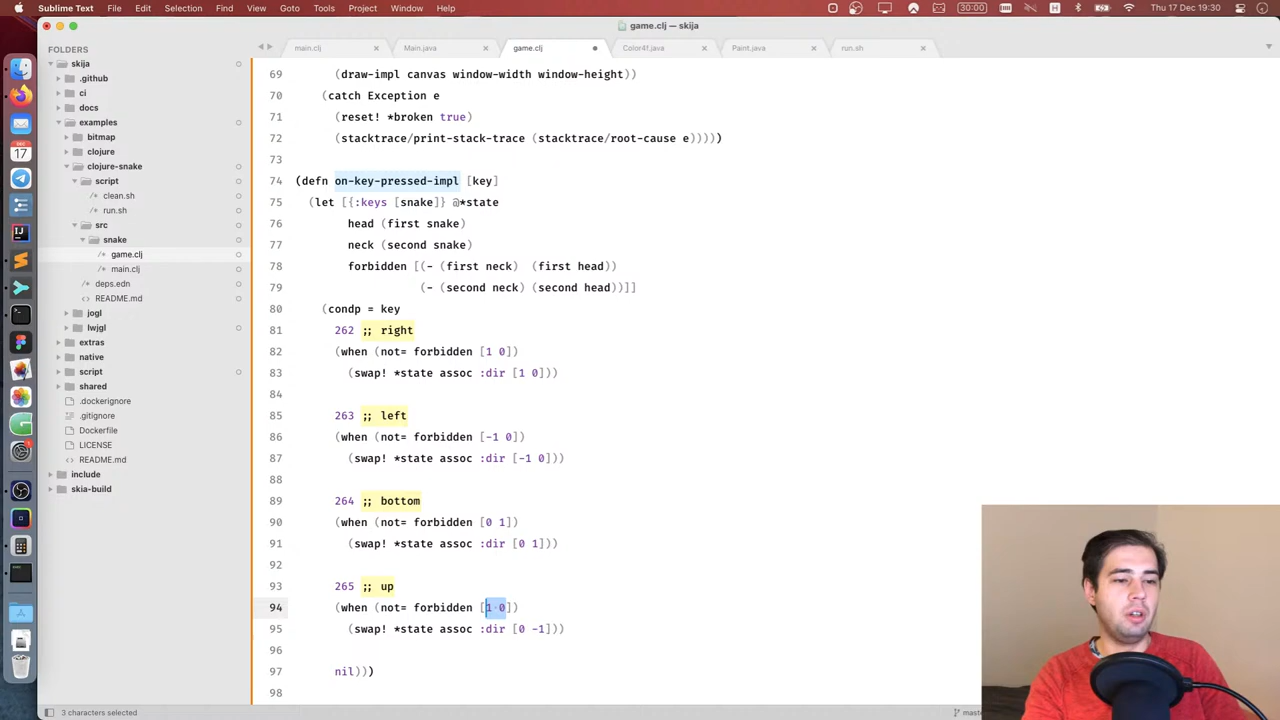 Sublime Text File Edit Selection Find View Goto Tools Project Window Help
Thu 17 Dec 19:30
game.clj — skija
FOLDERS
main.clj × Main.java × game.clj Color4f.java × Paint.java × run.sh ×
skija
.github
ci
docs
examples
bitmap
clojure
clojure-snake
script
clean.sh
run.sh
src
snake
game.clj
main.clj
deps.edn
README.md
jogl
lwjgl
extras
native
script
shared
.dockerignore
.gitignore
Dockerfile
LICENSE
README.md
include
skia-build
69 (draw-impl canvas window-width window-height))
70 (catch Exception e
71 (reset! *broken true)
72 (stacktrace/print-stack-trace (stacktrace/root-cause e)))))
73
74 (defn on-key-pressed-impl [key]
75 (let [{:keys [snake]} @*state
76 head (first snake)
77 neck (second snake)
78 forbidden [(- (first neck) (first head))
79 (- (second neck) (second head))]]
80 (condp = key
81 262 ;; right
82 (when (not= forbidden [1 0])
83 (swap! *state assoc :dir [1 0]))
84
85 263 ;; left
86 (when (not= forbidden [-1 0])
87 (swap! *state assoc :dir [-1 0]))
88
89 264 ;; bottom
90 (when (not= forbidden [0 1])
91 (swap! *state assoc :dir [0 1]))
92
93 265 ;; up
94 (when (not= forbidden [1·0])
95 (swap! *state assoc :dir [0 -1]))
96
97 nil)))
98
DEC
17
3 characters selected